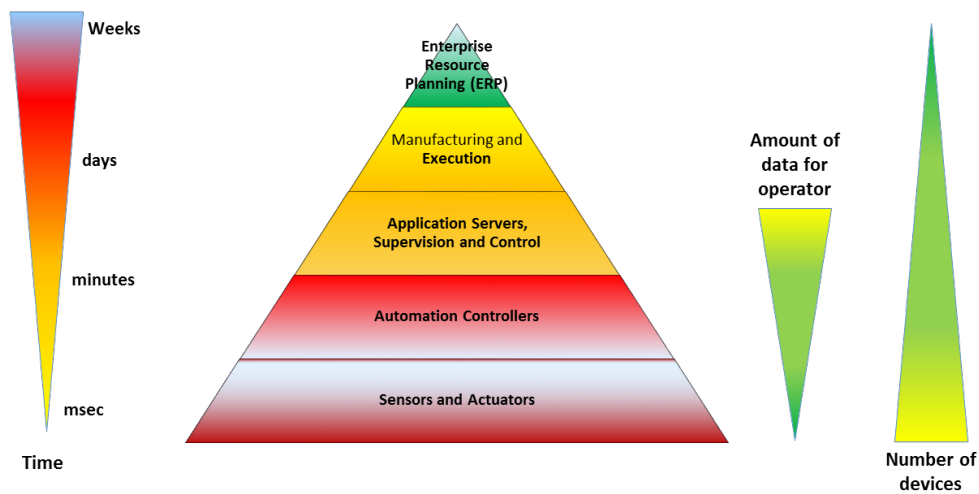 Weeks
days
minutes
msec
Time
Enterprise
Resource
Planning (ERP)
Manufacturing and
Execution
Application Servers,
Supervision and Control
Automation Controllers
Sensors and Actuators
Amount of
data for
operator
Number of
devices